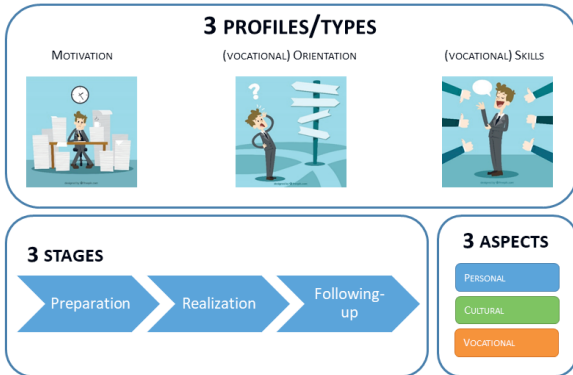 3 PROFILES/TYPES
MOTIVATION
(VOCATIONAL) ORIENTATION
(VOCATIONAL) SKILLS
?
3 STAGES
Preparation
Realization
Following-
up
3 ASPECTS
PERSONAL
CULTURAL
VOCATIONAL